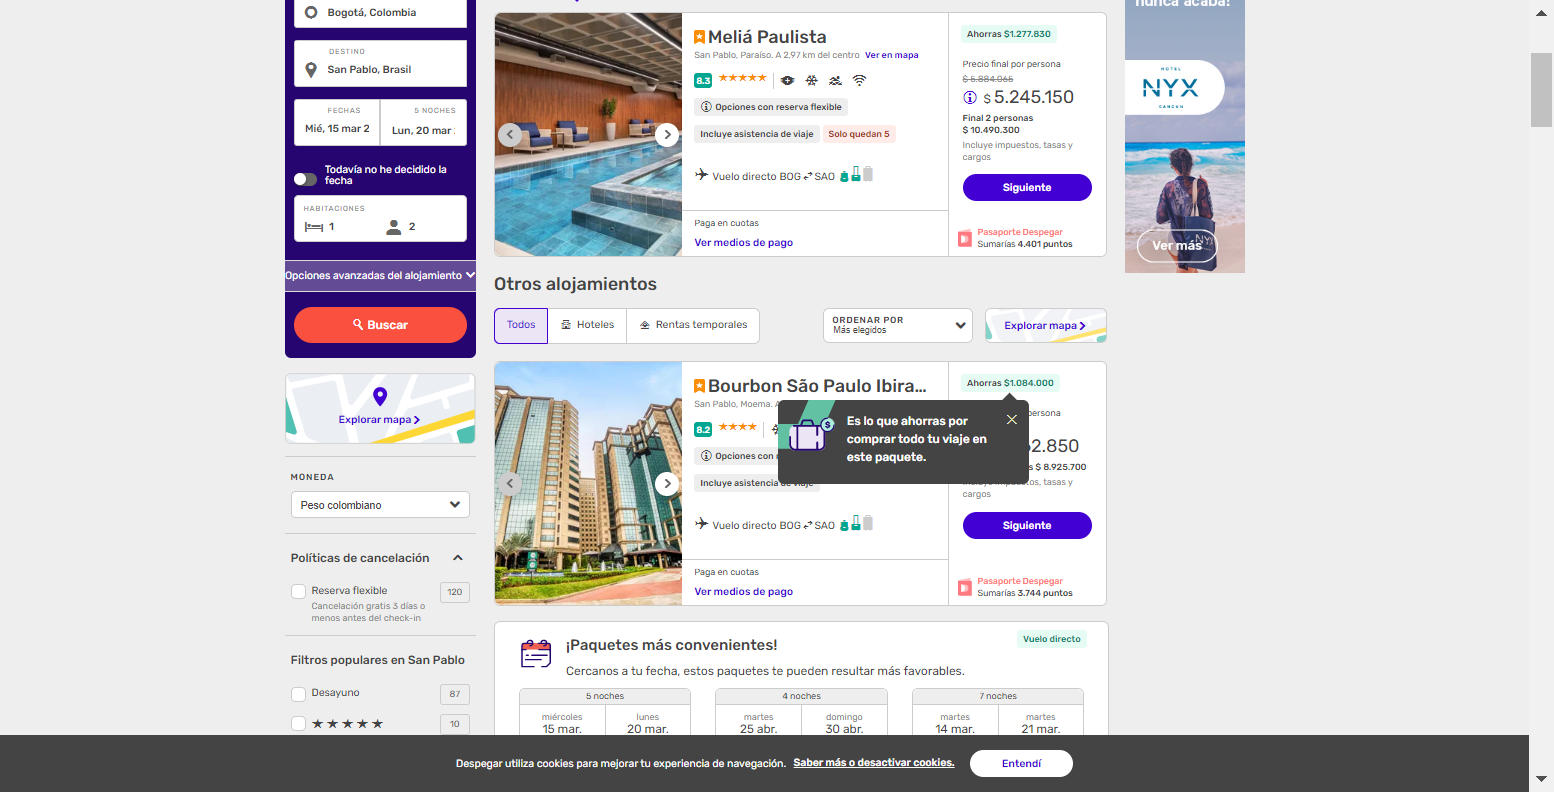 Bogotá, Colombia
DESTINO
San Pablo, Brasil
FECHAS
5 NOCHES
Mié, 15 mar 2
Lun, 20 mar
Todavía no he decidido la
fecha
HABITACIONES
1
2
Opciones avanzadas del alojamiento
Buscar
Explorar mapa
MONEDA
Peso colombiano
Políticas de cancelación
Reserva flexible
120
Cancelación gratis 3 días o
menos antes del check-in
Filtros populares en San Pablo
Desayuno
87
10
Meliá Paulista
San Pablo, Paraíso. A 2,97 km del centro Ver en mapa
8.3
Opciones con reserva flexible
Incluye asistencia de viaje
Solo quedan 5
Vuelo directo BOG SAO
Paga en cuotas
Ver medios de pago
Ahorras $1.277.830
Precio final por persona
$ 5.884.065
$ 5.245.150
Final 2 personas
$ 10.490.300
Incluye impuestos, tasas y
cargos
Siguiente
Pasaporte Despegar
Sumarías 4.401 puntos
Otros alojamientos
Todos
Hoteles
Rentas temporales
ORDENAR POR
Más elegidos
Explorar mapa
Bourbon São Paulo Ibira...
San Pablo, Moema. A
8.2
Opciones con
Incluye asistencia de viaje
Vuelo directo BOG SAO
Paga en cuotas
Ver medios de pago
Ahorras $1.084.000
persona
2.850
$ 8.925.700
tasas y
cargos
Siguiente
Pasaporte Despegar
Sumarías 3.744 puntos
Es lo que ahorras por
comprar todo tu viaje en
este paquete.
¡Paquetes más convenientes!
Vuelo directo
Cercanos a tu fecha, estos paquetes te pueden resultar más favorables.
5 noches
miércoles
15 mar.
lunes
20 mar.
4 noches
martes
25 abr.
domingo
30 abr.
7 noches
martes
14 mar.
martes
21 mar.
nunca acaba!
HOTEL
NYX
CANCUN
NYX
Ver más
Despegar utiliza cookies para mejorar tu experiencia de navegación. Saber más o desactivar cookies.
Entendí